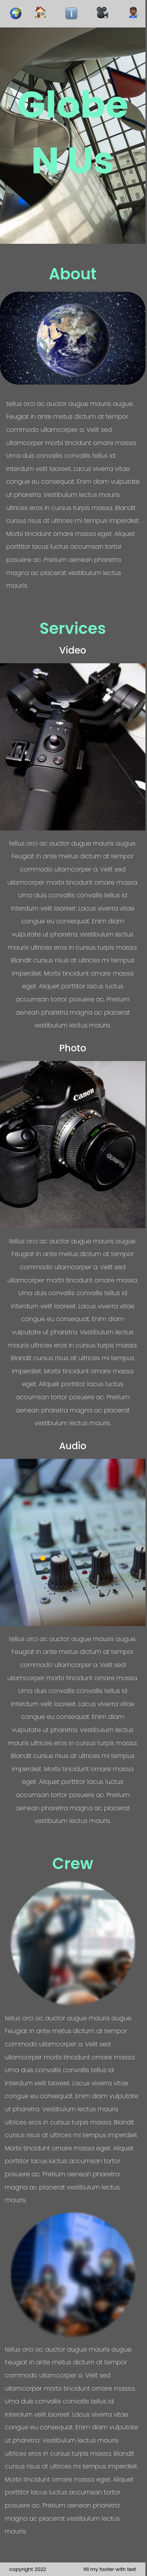 Globe
N Us
About
tellus orci ac auctor augue mauris augue.
Feugiat in ante metus dictum at tempor
commodo ullamcorper a. Velit sed
ullamcorper morbi tincidunt ornare massa.
Urna duis convallis convallis tellus id
interdum velit laoreet. Lacus viverra vitae
congue eu consequat. Enim diam vulputate
ut pharetra. Vestibulum lectus mauris
ultrices eros in cursus turpis massa. Blandit
cursus risus at ultrices mi tempus imperdiet.
Morbi tincidunt ornare massa eget. Aliquet
porttitor lacus luctus accumsan tortor
posuere ac. Pretium aenean pharetra
magna ac placerat vestibulum lectus
mauris.
Services
Video
tellus orci ac auctor augue mauris augue.
Feugiat in ante metus dictum at tempor
commodo ullamcorper a. Velit sed
ullamcorper morbi tincidunt ornare massa.
Urna duis convallis convallis tellus id
interdum velit laoreet. Lacus viverra vitae
congue eu consequat. Enim diam
vulputate ut pharetra. Vestibulum lectus
mauris ultrices eros in cursus turpis massa.
Blandit cursus risus at ultrices mi tempus
imperdiet. Morbi tincidunt ornare massa
eget. Aliquet porttitor lacus luctus
accumsan tortor posuere ac. Pretium
aenean pharetra magna ac placerat
vestibulum lectus mauris.
Photo
Canon
OLYMPUS
tellus orci ac auctor augue mauris augue.
Feugiat in ante metus dictum at tempor
commodo ullamcorper a. Velit sed
ullamcorper morbi tincidunt ornare massa.
Urna duis convallis convallis tellus id
interdum velit laoreet. Lacus viverra vitae
congue eu consequat. Enim diam
vulputate ut pharetra. Vestibulum lectus
mauris ultrices eros in cursus turpis massa.
Blandit cursus risus at ultrices mi tempus
imperdiet. Morbi tincidunt ornare massa
eget. Aliquet porttitor lacus luctus
accumsan tortor posuere ac. Pretium
aenean pharetra magna ac placerat
vestibulum lectus mauris.
Audio
tellus orci ac auctor augue mauris augue.
Feugiat in ante metus dictum at tempor
commodo ullamcorper a. Velit sed
ullamcorper morbi tincidunt ornare massa.
Urna duis convallis convallis tellus id
interdum velit laoreet. Lacus viverra vitae
congue eu consequat. Enim diam
vulputate ut pharetra. Vestibulum lectus
mauris ultrices eros in cursus turpis massa.
Blandit cursus risus at ultrices mi tempus
imperdiet. Morbi tincidunt ornare massa
eget. Aliquet porttitor lacus luctus
accumsan tortor posuere ac. Pretium
aenean pharetra magna ac placerat
vestibulum lectus mauris.
Crew
tellus orci ac auctor augue mauris augue.
Feugiat in ante metus dictum at tempor
commodo ullamcorper a. Velit sed
ullamcorper morbi tincidunt ornare massa.
Urna duis convallis convallis tellus id
interdum velit laoreet. Lacus viverra vitae
congue eu consequat. Enim diam vulputate
ut pharetra. Vestibulum lectus mauris
ultrices eros in cursus turpis massa. Blandit
cursus risus at ultrices mi tempus imperdiet.
Morbi tincidunt ornare massa eget. Aliquet
porttitor lacus luctus accumsan tortor
posuere ac. Pretium aenean pharetra
magna ac placerat vestibulum lectus
mauris.
tellus orci ac auctor augue mauris augue.
Feugiat in ante metus dictum at tempor
commodo ullamcorper a. Velit sed
ullamcorper morbi tincidunt ornare massa.
Urna duis convallis convallis tellus id
interdum velit laoreet. Lacus viverra vitae
congue eu consequat. Enim diam vulputate
ut pharetra. Vestibulum lectus mauris
ultrices eros in cursus turpis massa. Blandit
cursus risus at ultrices mi tempus imperdiet.
Morbi tincidunt ornare massa eget. Aliquet
porttitor lacus luctus accumsan tortor
posuere ac. Pretium aenean pharetra
magna ac placerat vestibulum lectus
mauris.
copyright 2022 fill my footer with text